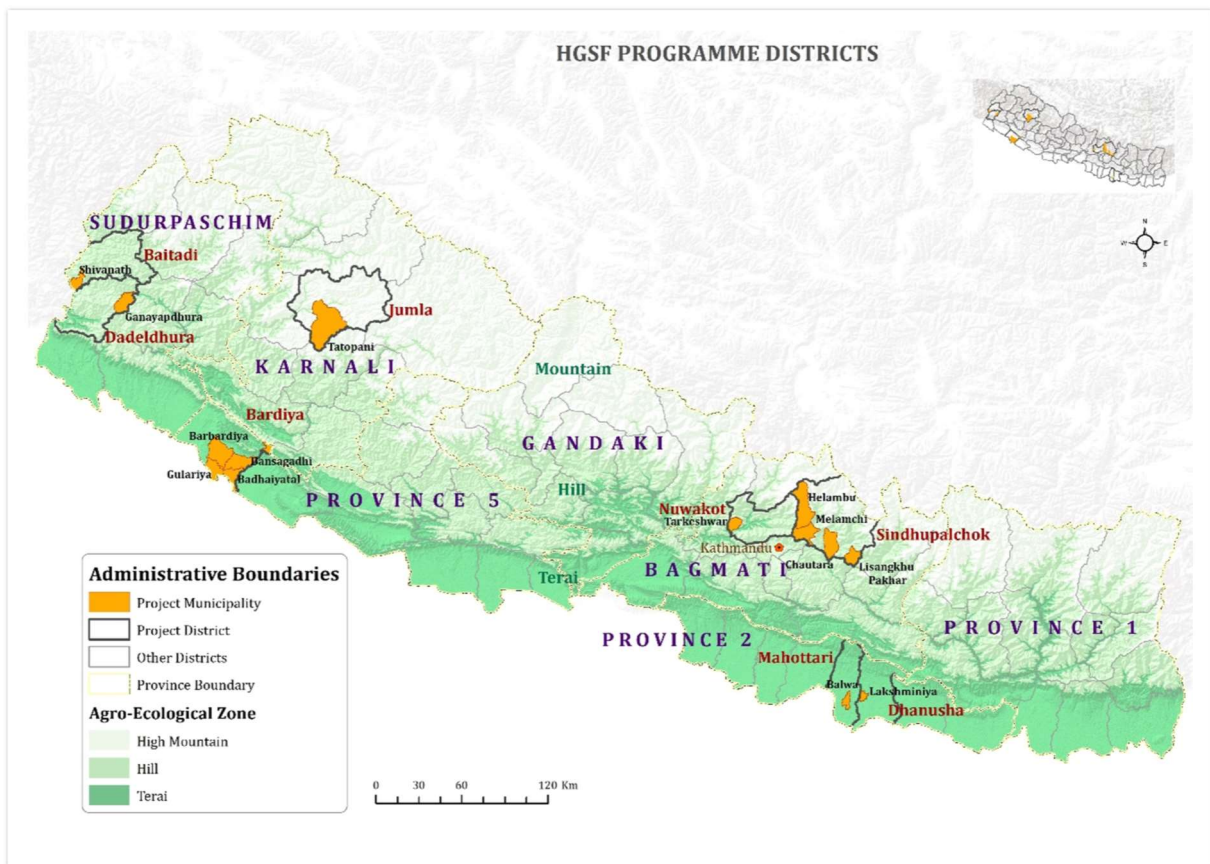 HGSF PROGRAMME DISTRICTS
N
W
E
S
SUDURPASCHIM
Baitadi
Shivanath
Ganayapdhura
Dadeldhura
Jumla
Tatopani
KARNALI
Mountain
Bardiya
Barbardiya
Bansagadhi
Gulariya
Badhaiyatal
GANDAKI
PROVINCE 5
Hill
Nuwakot
Tarkeshwar
Helambu
Melamchi
Sindhupalchok
Kathmandu
Chautara
Lisangkhu
Pakhar
BAGMATI
Terai
PROVINCE 1
PROVINCE 2
Mahottari
Balwa
Lakshminiya
Dhanusha
Administrative Boundaries
Project Municipality
Project District
Other Districts
Province Boundary
Agro-Ecological Zone
High Mountain
Hill
Terai
0 30 60 120 Km